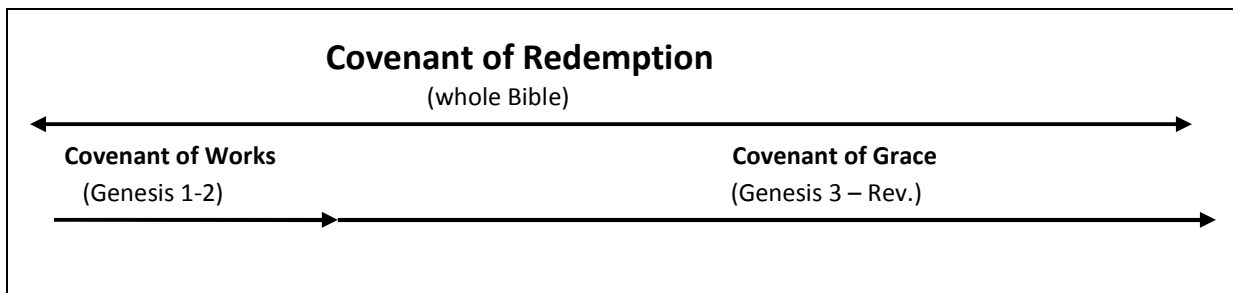 Covenant of Redemption
(whole Bible)
Covenant of Works
(Genesis 1-2)
Covenant of Grace
(Genesis 3 – Rev.)